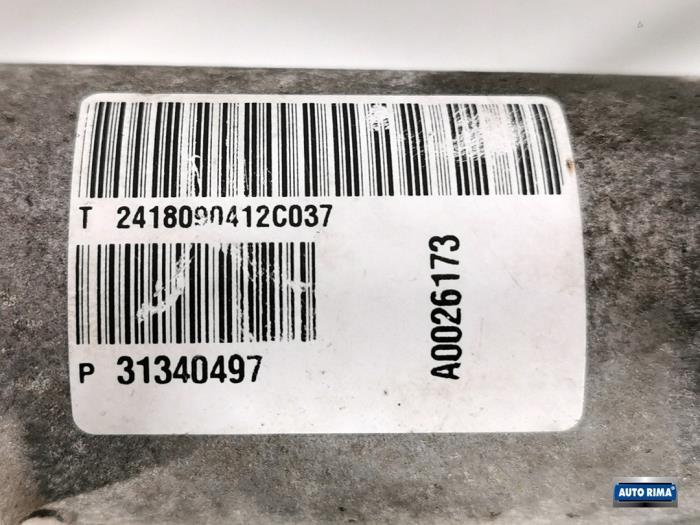 T 2418090412C037
P 31340497
A0026173
AUTO RIMA